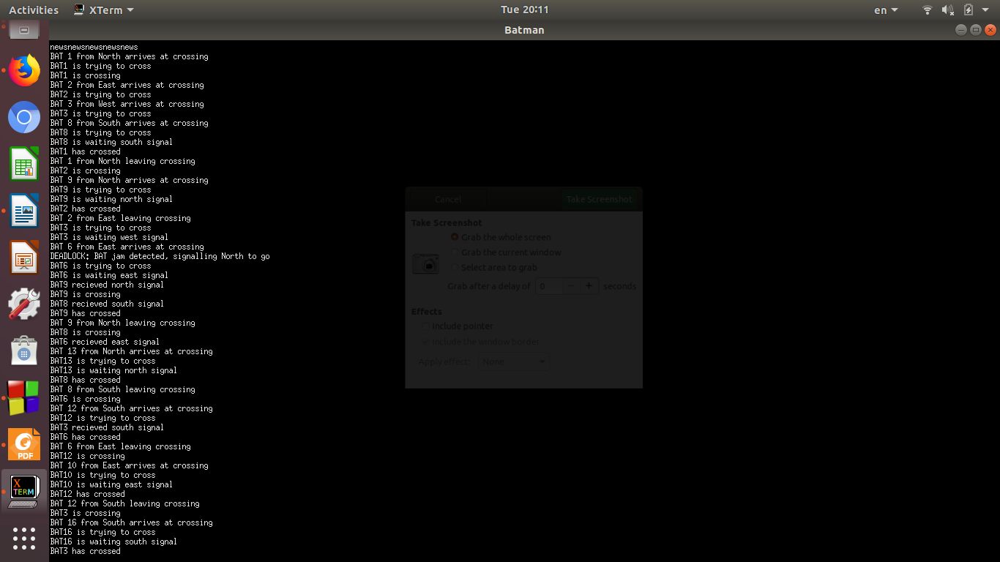 Activities XTerm Tue 20:11 en
Batman
newsnewsnewsnewsnews
BAT 1 from North arrives at crossing
BAT1 is trying to cross
BAT1 is crossing
BAT 2 from East arrives at crossing
BAT2 is trying to cross
BAT 3 from West arrives at crossing
BAT3 is trying to cross
BAT 8 from South arrives at crossing
BAT8 is trying to cross
BAT8 is waiting south signal
BAT1 has crossed
BAT 1 from North leaving crossing
BAT2 is crossing
BAT 9 from North arrives at crossing
BAT9 is trying to cross
BAT9 is waiting north signal
BAT2 has crossed
BAT 2 from East leaving crossing
BAT3 is trying to cross
BAT3 is waiting west signal
BAT 6 from East arrives at crossing
DEADLOCK: BAT jam detected, signalling North to go
BAT6 is trying to cross
BAT6 is waiting east signal
BAT9 recieved north signal
BAT9 is crossing
BAT8 recieved south signal
BAT9 has crossed
BAT 9 from North leaving crossing
BAT8 is crossing
BAT6 recieved east signal
BAT 13 from North arrives at crossing
BAT13 is trying to cross
BAT13 is waiting north signal
BAT8 has crossed
BAT 8 from South leaving crossing
BAT6 is crossing
BAT 12 from South arrives at crossing
BAT12 is trying to cross
BAT3 recieved south signal
BAT6 has crossed
BAT 6 from East leaving crossing
BAT12 is crossing
BAT 10 from East arrives at crossing
BAT10 is trying to cross
BAT10 is waiting east signal
BAT12 has crossed
BAT 12 from South leaving crossing
BAT3 is crossing
BAT 16 from South arrives at crossing
BAT16 is trying to cross
BAT16 is waiting south signal
BAT3 has crossed
Cancel Take Screenshot
Take Screenshot
Grab the whole screen
Grab the current window
Select area to grab
Grab after a delay of 0 − + seconds
Effects
Include pointer
Include the window border
Apply effect: None
PDF
X
TERM